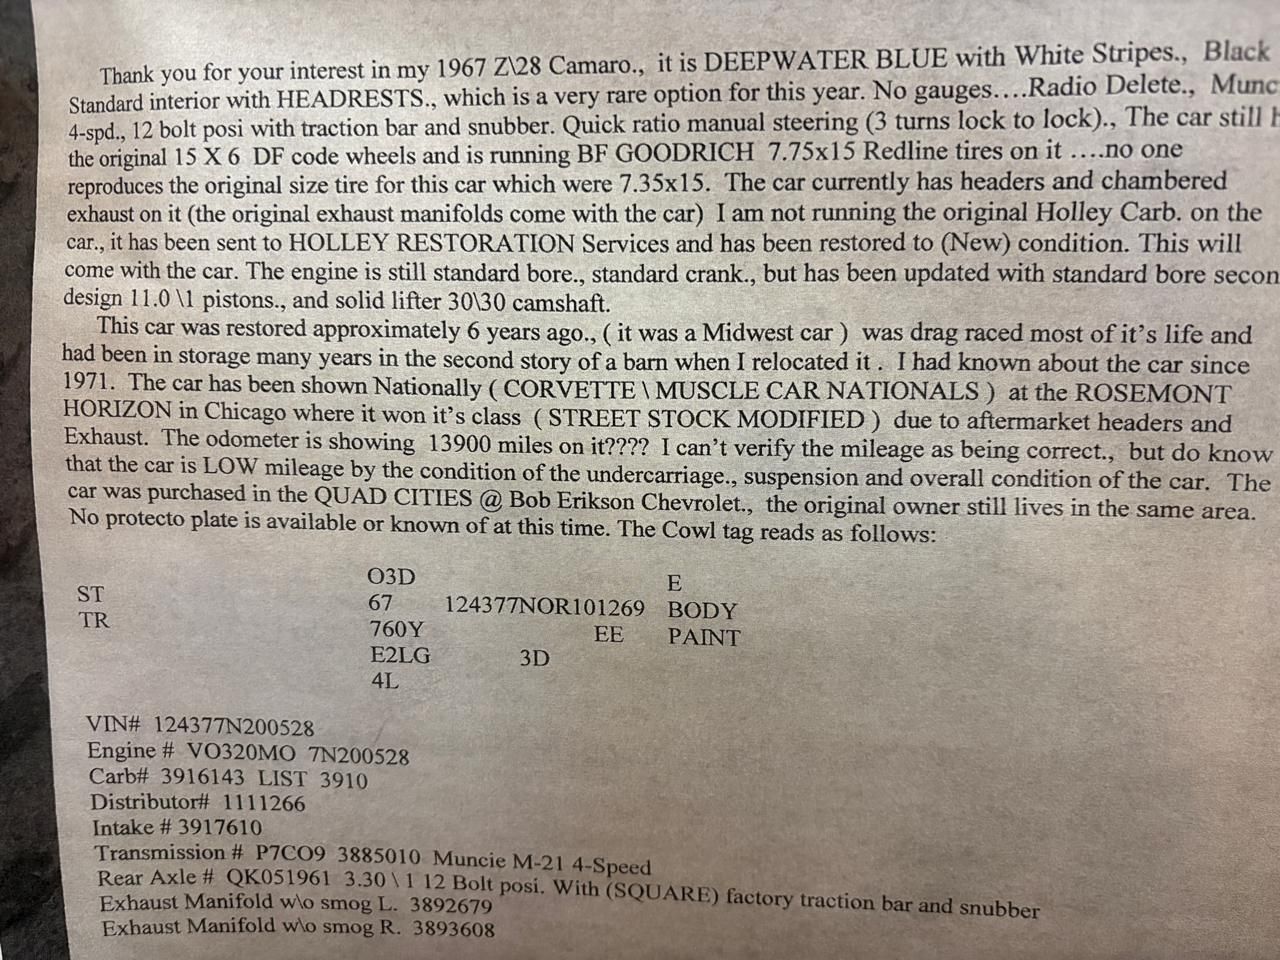 Thank you for your interest in my 1967 Z\28 Camaro., it is DEEPWATER BLUE with White Stripes., Black
Standard interior with HEADRESTS., which is a very rare option for this year. No gauges....Radio Delete.,
4-spd., 12 bolt posi with traction bar and snubber. Quick ratio manual steering (3 turns lock to lock)., The car still
the original 15 X 6 DF code wheels and is running BF GOODRICH 7.75x15 Redline tires on it ....no one
reproduces the original size tire for this car which were 7.35x15. The car currently has headers and chambered
exhaust on it (the original exhaust manifolds come with the car) I am not running the original Holley Carb. on the
car., it has been sent to HOLLEY RESTORATION Services and has been restored to (New) condition. This will
come with the car. The engine is still standard bore., standard crank., but has been updated with standard bore
design 11.0 \1 pistons., and solid lifter 30\30 camshaft.
This car was restored approximately 6 years ago., ( it was a Midwest car ) was drag raced most of it's life and
had been in storage many years in the second story of a barn when I relocated it . I had known about the car since
1971. The car has been shown Nationally ( CORVETTE \ MUSCLE CAR NATIONALS ) at the ROSEMONT
HORIZON in Chicago where it won it's class ( STREET STOCK MODIFIED ) due to aftermarket headers and
Exhaust. The odometer is showing 13900 miles on it???? I can't verify the mileage as being correct., but do know
that the car is LOW mileage by the condition of the undercarriage., suspension and overall condition of the car. The
car was purchased in the QUAD CITIES @ Bob Erikson Chevrolet., the original owner still lives in the same area.
No protecto plate is available or known of at this time. The Cowl tag reads as follows:
O3D E
ST 67 124377NOR101269 BODY
TR 760Y EE PAINT
E2LG 3D
4L
VIN# 124377N200528
Engine # VO320MO 7N200528
Carb# 3916143 LIST 3910
Distributor# 1111266
Intake # 3917610
Transmission # P7CO9 3885010 Muncie M-21 4-Speed
Rear Axle # QK051961 3.30 \ 1 12 Bolt posi. With (SQUARE) factory traction bar and snubber
Exhaust Manifold w\o smog L. 3892679
Exhaust Manifold w\o smog R. 3893608